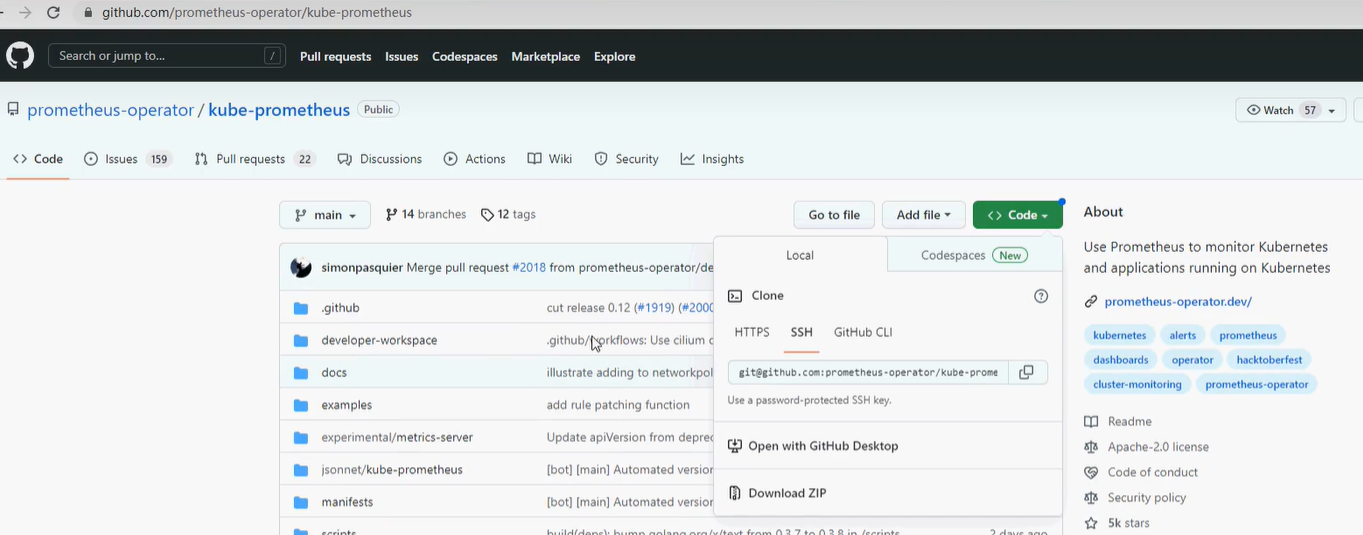 github.com/prometheus-operator/kube-prometheus
Search or jump to... /
Pull requests Issues Codespaces Marketplace Explore
prometheus-operator / kube-prometheus Public
Watch 57
Code Issues 159 Pull requests 22 Discussions Actions Wiki Security Insights
main 14 branches 12 tags
Go to file Add file Code
simonpasquier Merge pull request #2018 from prometheus-operator/de
.github cut release 0.12 (#1919) (#2000
developer-workspace .github/workflows: Use cilium
docs illustrate adding to networkpol
examples add rule patching function
experimental/metrics-server Update apiVersion from deprec
jsonnet/kube-prometheus [bot] [main] Automated version
manifests [bot] [main] Automated version
scripts build(deps): bump golang.org/x/text from 0.3.7 to 0.3.8 in /scripts 2 days ago
Local Codespaces New
Clone
HTTPS SSH GitHub CLI
git@github.com:prometheus-operator/kube-prome
Use a password-protected SSH key.
Open with GitHub Desktop
Download ZIP
About
Use Prometheus to monitor Kubernetes
and applications running on Kubernetes
prometheus-operator.dev/
kubernetes alerts prometheus
dashboards operator hacktoberfest
cluster-monitoring prometheus-operator
Readme
Apache-2.0 license
Code of conduct
Security policy
5k stars